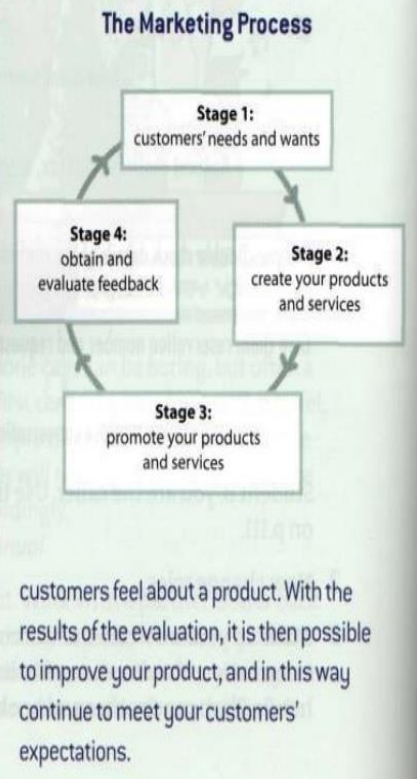 The Marketing Process
Stage 1:
customers' needs and wants
Stage 2:
create your products
and services
Stage 3:
promote your products
and services
Stage 4:
obtain and
evaluate feedback
customers feel about a product. With the
results of the evaluation, it is then possible
to improve your product, and in this way
continue to meet your customers'
expectations.